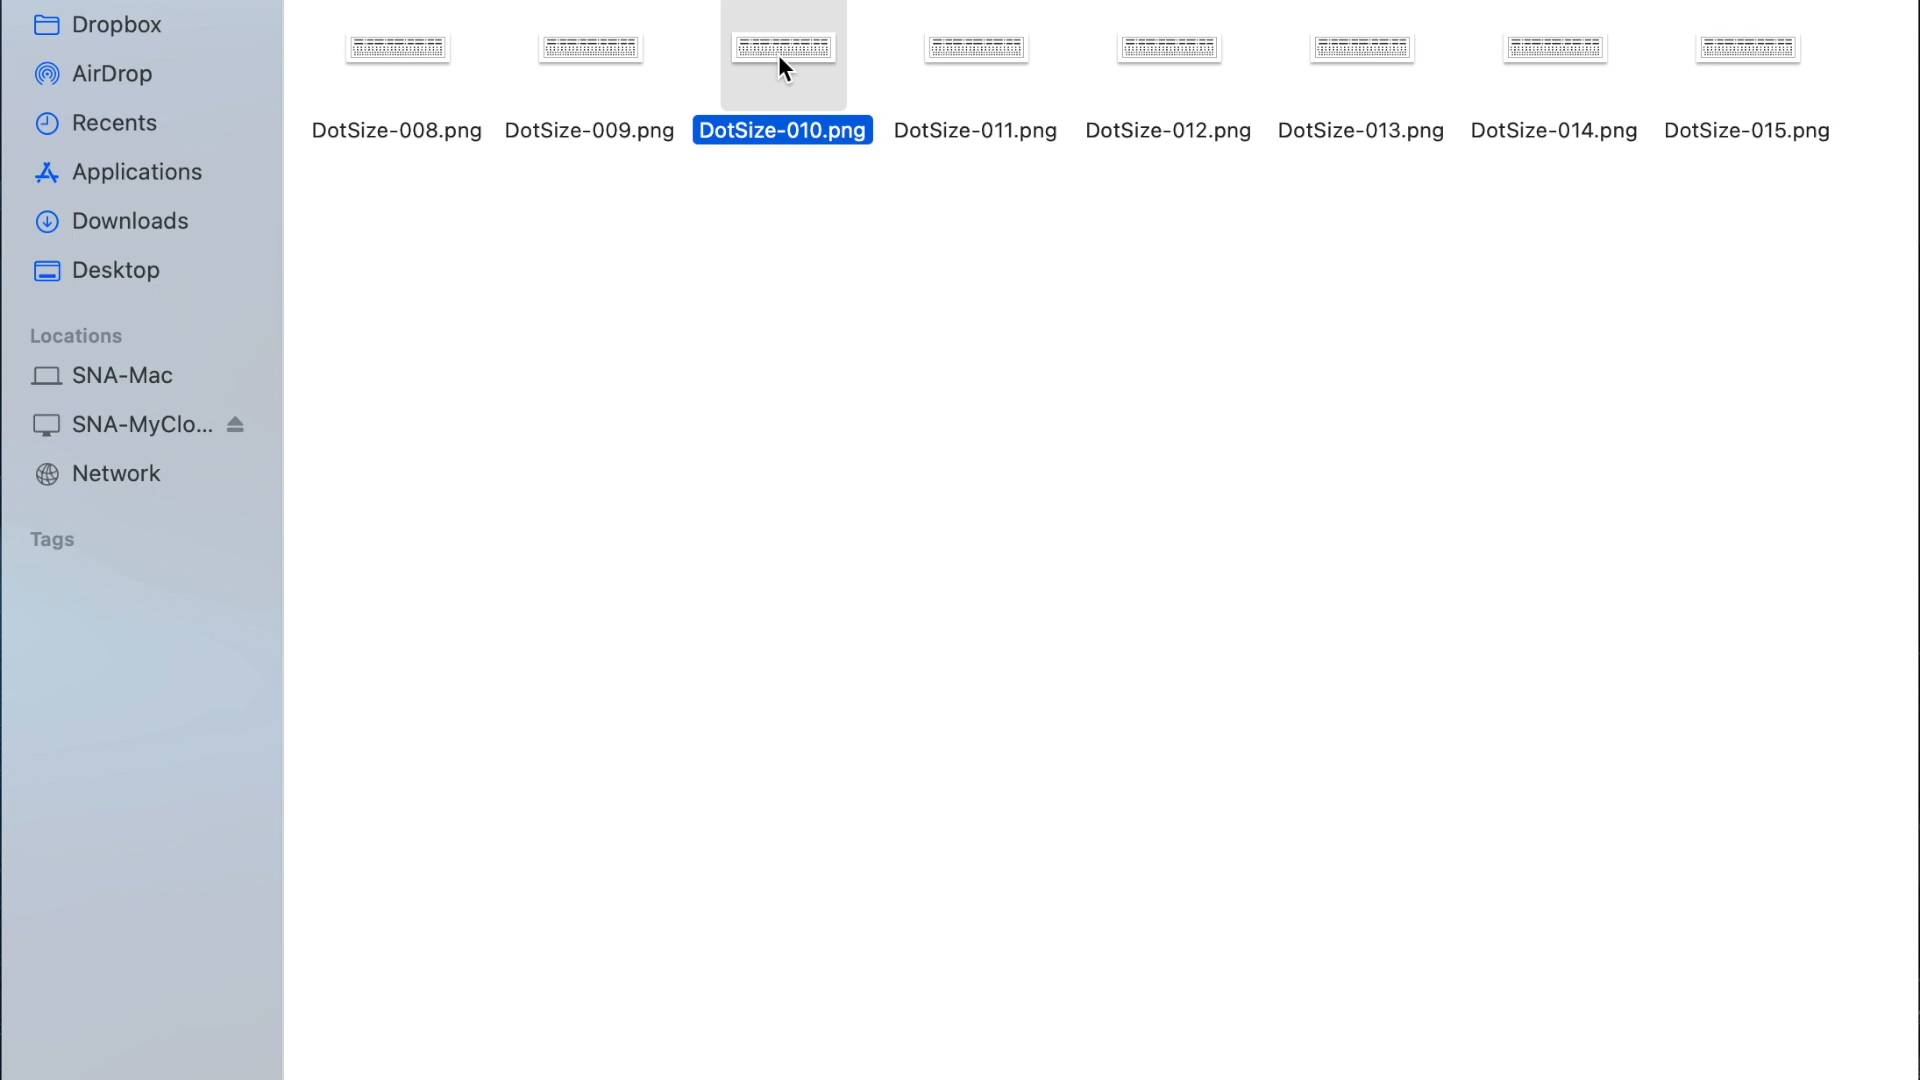 Dropbox
AirDrop
Recents
Applications
Downloads
Desktop
Locations
SNA-Mac
SNA-MyClo...
Network
Tags
DotSize-008.png DotSize-009.png DotSize-010.png DotSize-011.png DotSize-012.png DotSize-013.png DotSize-014.png DotSize-015.png